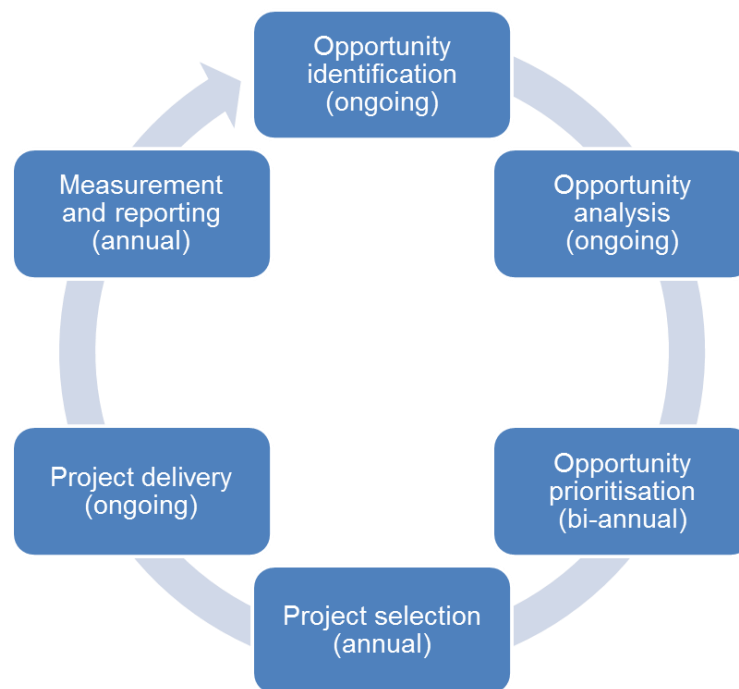 Opportunity
identification
(ongoing)
Opportunity
analysis
(ongoing)
Opportunity
prioritisation
(bi-annual)
Project selection
(annual)
Project delivery
(ongoing)
Measurement
and reporting
(annual)